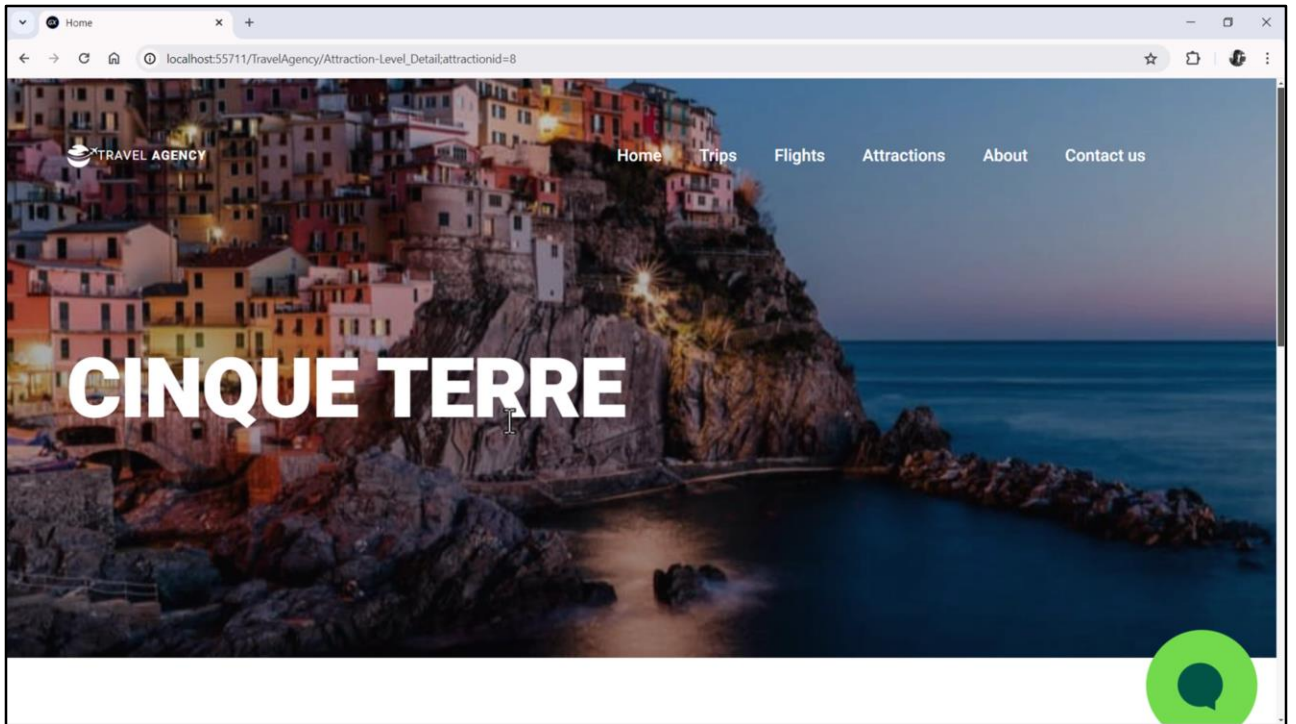 Home
localhost:55711/TravelAgency/Attraction-Level_Detail;attractionid=8
TRAVEL AGENCY
Home Trips Flights Attractions About Contact us
CINQUE TERRE